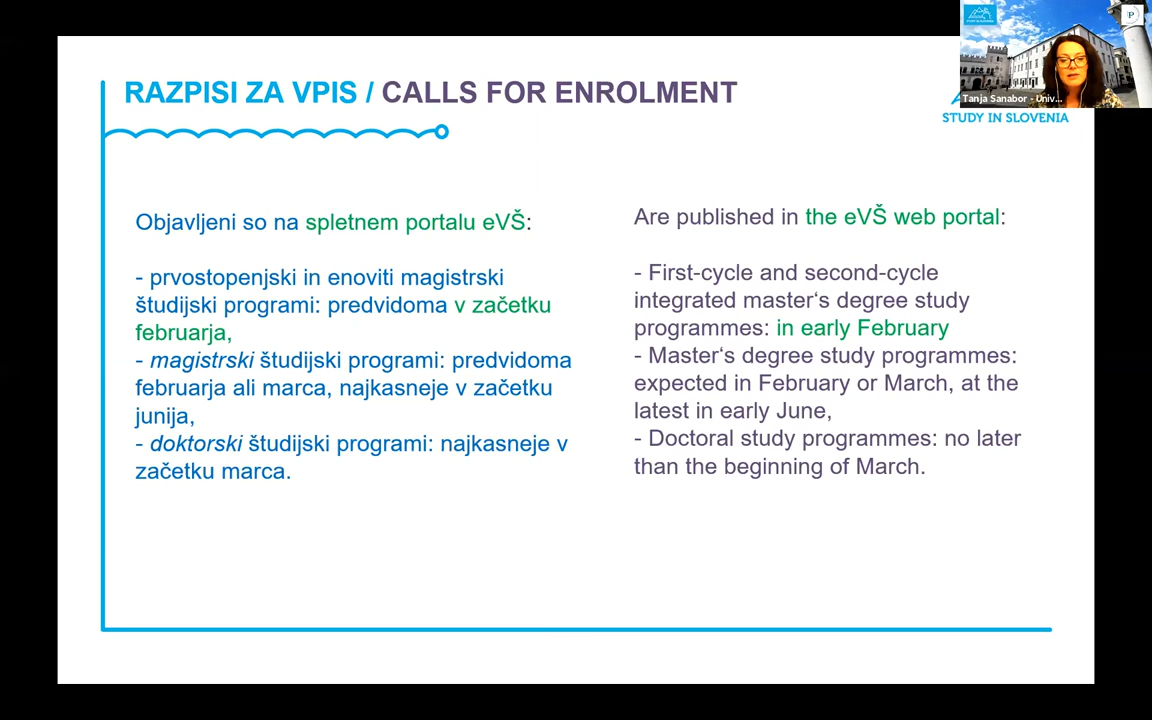 RAZPISI ZA VPIS / CALLS FOR ENROLMENT
Objavljeni so na spletnem portalu eVŠ:
- prvostopenjski in enoviti magistrski
študijski programi: predvidoma v začetku
februarja,
- magistrski študijski programi: predvidoma
februarja ali marca, najkasneje v začetku
junija,
- doktorski študijski programi: najkasneje v
začetku marca.
Are published in the eVŠ web portal:
- First-cycle and second-cycle
integrated master‘s degree study
programmes: in early February
- Master‘s degree study programmes:
expected in February or March, at the
latest in early June,
- Doctoral study programmes: no later
than the beginning of March.
P
Tanja Sanabor - Univ...
STUDY IN SLOVENIA